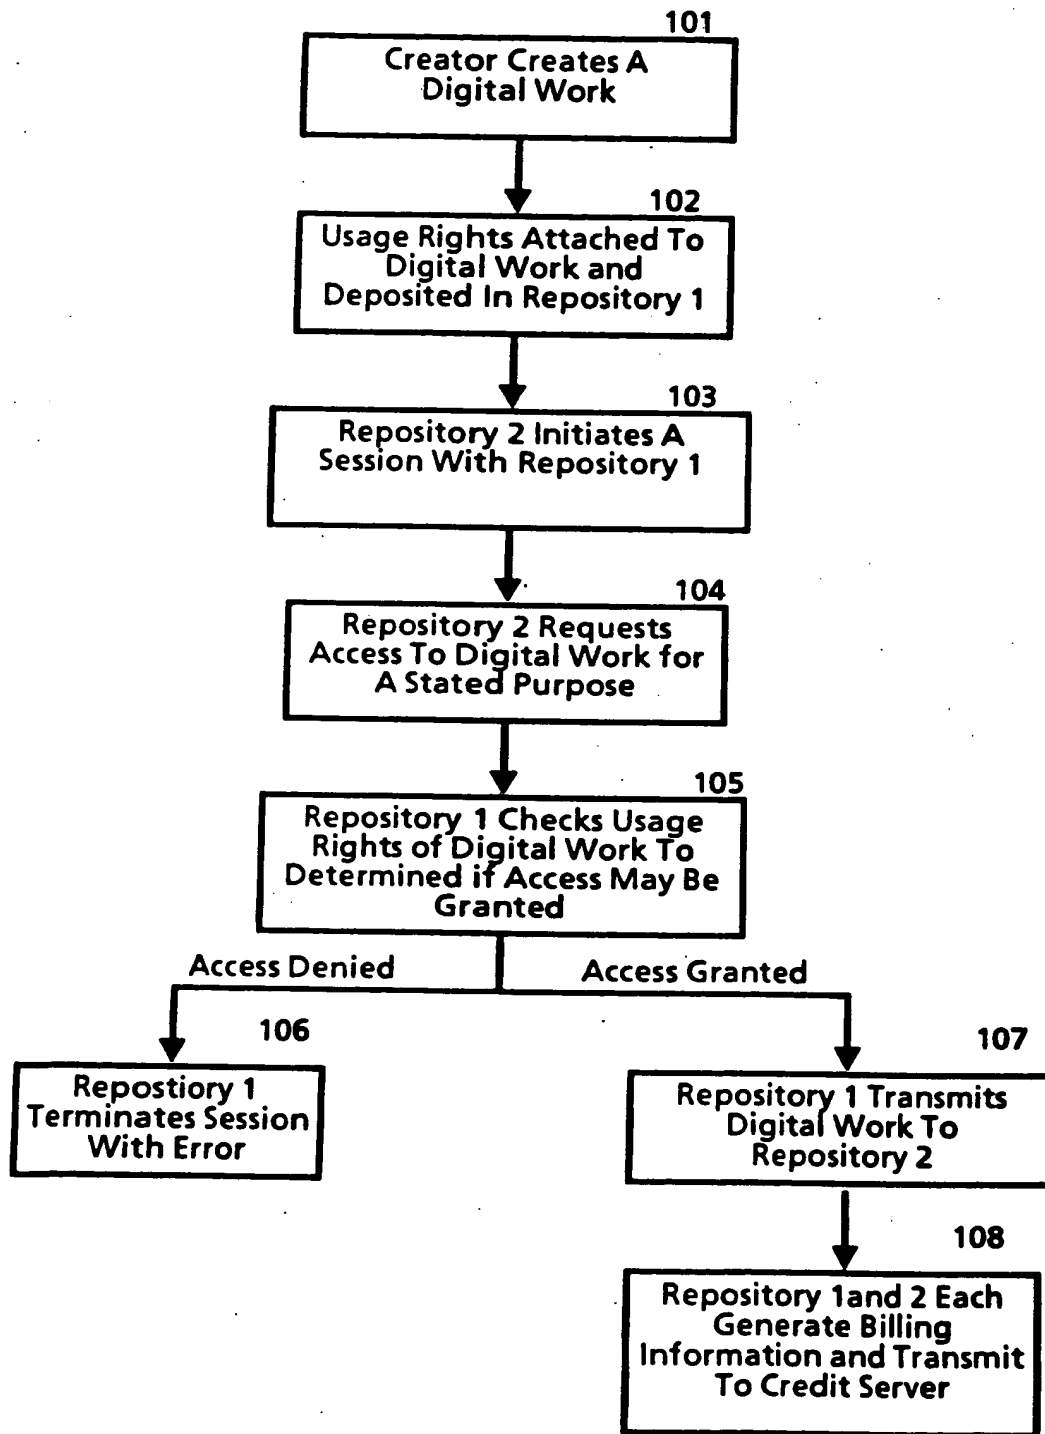 101
Creator Creates A
Digital Work
102
Usage Rights Attached To
Digital Work and
Deposited In Repository 1
103
Repository 2 Initiates A
Session With Repository 1
104
Repository 2 Requests
Access To Digital Work for
A Stated Purpose
105
Repository 1 Checks Usage
Rights of Digital Work To
Determined if Access May Be
Granted
Access Denied
Access Granted
106
Repostiory 1
Terminates Session
With Error
107
Repository 1 Transmits
Digital Work To
Repository 2
108
Repository 1and 2 Each
Generate Billing
Information and Transmit
To Credit Server